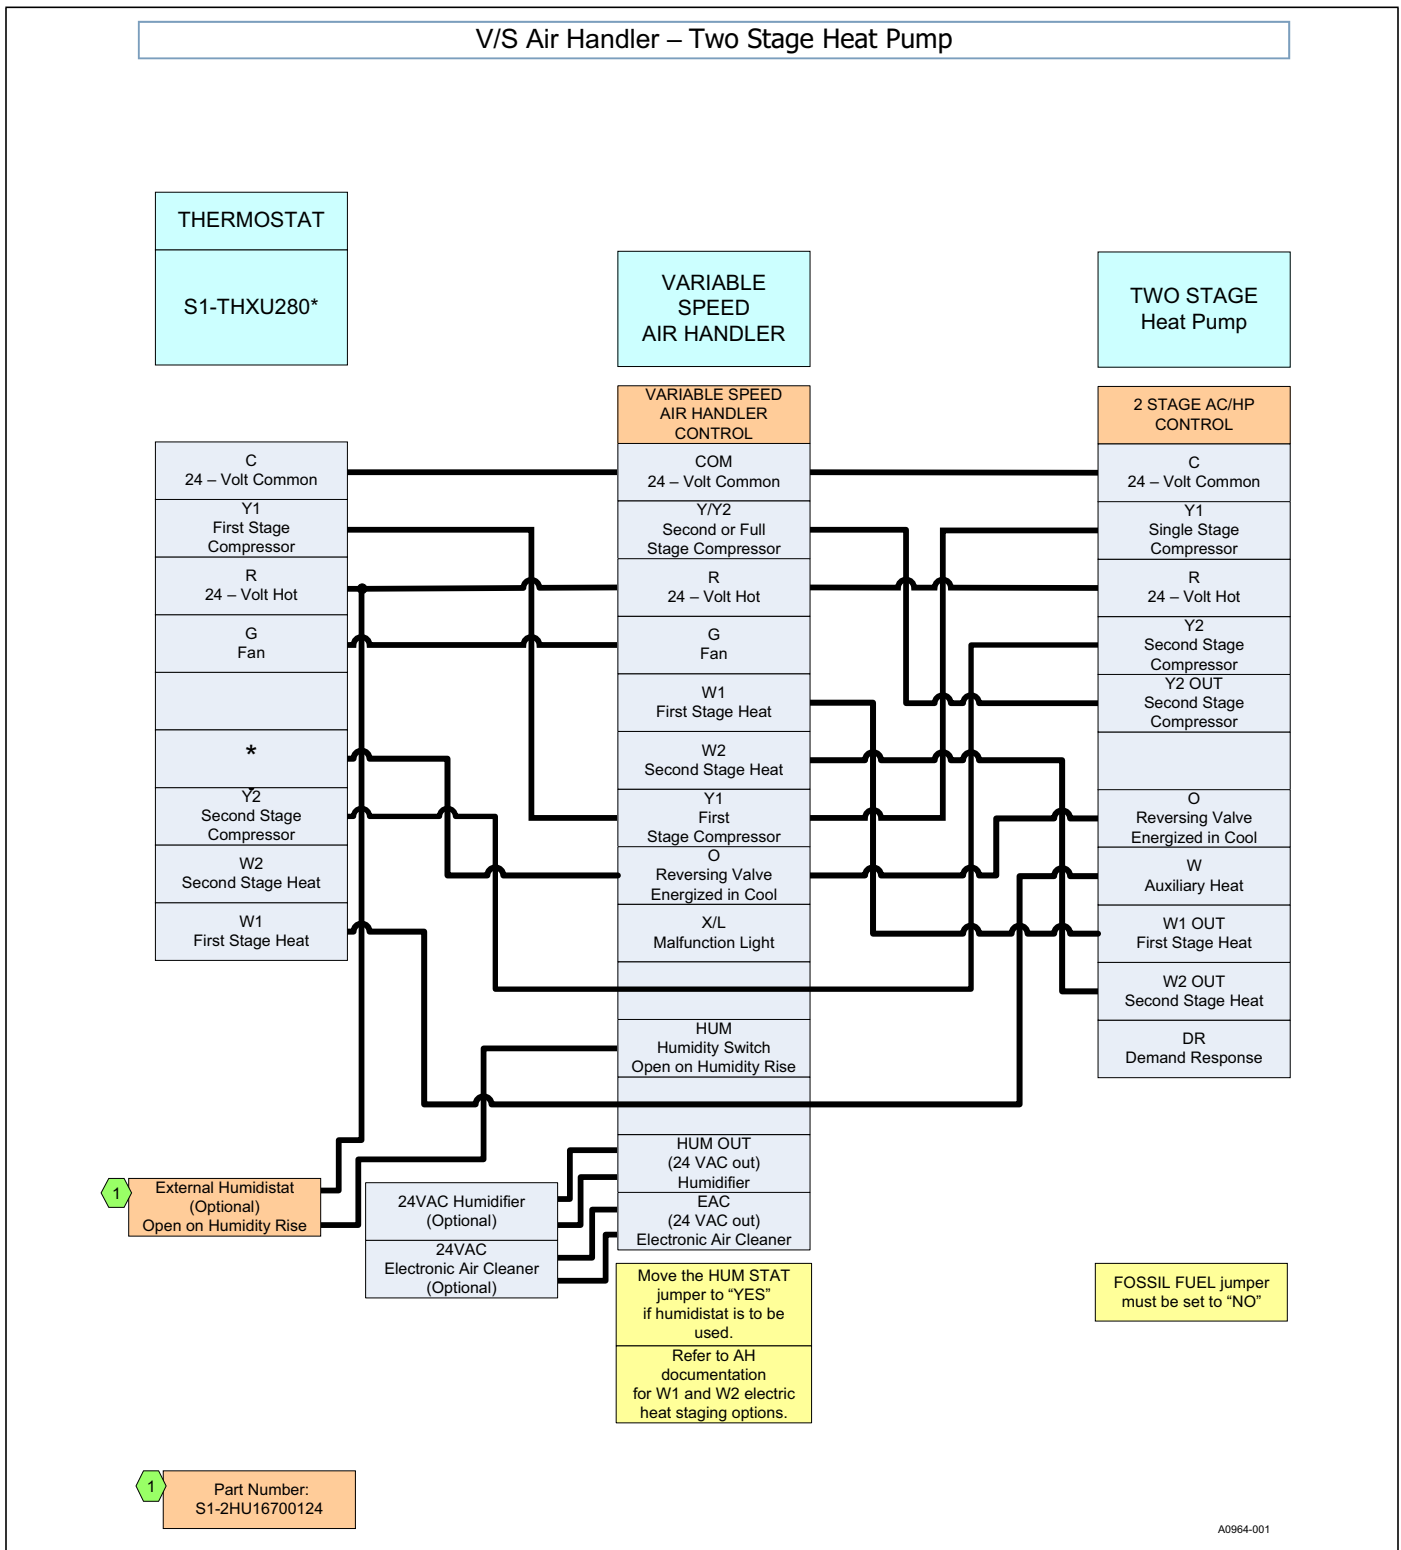 V/S Air Handler – Two Stage Heat Pump
THERMOSTAT
S1-THXU280*
VARIABLE
SPEED
AIR HANDLER
TWO STAGE
Heat Pump
VARIABLE SPEED
AIR HANDLER
CONTROL
2 STAGE AC/HP
CONTROL
C
24 – Volt Common
Y1
First Stage
Compressor
R
24 – Volt Hot
G
Fan
*
Y2
Second Stage
Compressor
W2
Second Stage Heat
W1
First Stage Heat
COM
24 – Volt Common
Y/Y2
Second or Full
Stage Compressor
R
24 – Volt Hot
G
Fan
W1
First Stage Heat
W2
Second Stage Heat
Y1
First
Stage Compressor
O
Reversing Valve
Energized in Cool
X/L
Malfunction Light
HUM
Humidity Switch
Open on Humidity Rise
HUM OUT
(24 VAC out)
Humidifier
EAC
(24 VAC out)
Electronic Air Cleaner
C
24 – Volt Common
Y1
Single Stage
Compressor
R
24 – Volt Hot
Y2
Second Stage
Compressor
Y2 OUT
Second Stage
Compressor
O
Reversing Valve
Energized in Cool
W
Auxiliary Heat
W1 OUT
First Stage Heat
W2 OUT
Second Stage Heat
DR
Demand Response
1
External Humidistat
(Optional)
Open on Humidity Rise
24VAC Humidifier
(Optional)
24VAC
Electronic Air Cleaner
(Optional)
Move the HUM STAT
jumper to “YES”
if humidistat is to be
used.
Refer to AH
documentation
for W1 and W2 electric
heat staging options.
FOSSIL FUEL jumper
must be set to “NO”
1
Part Number:
S1-2HU16700124
A0964-001